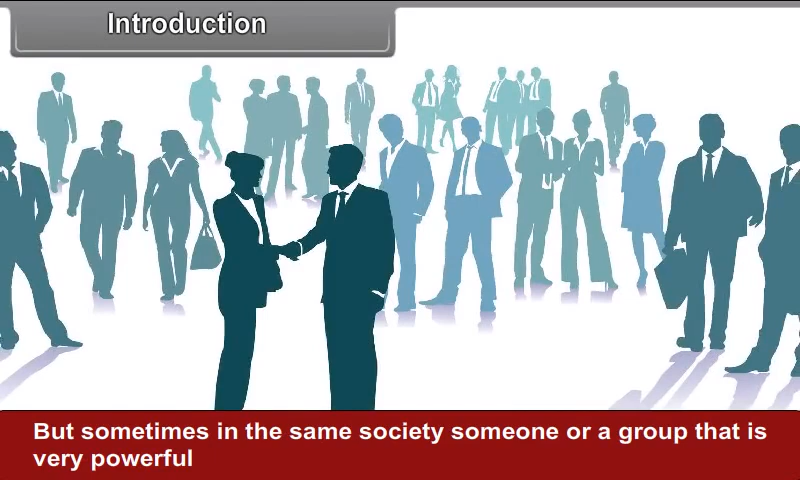 Introduction
But sometimes in the same society someone or a group that is
very powerful